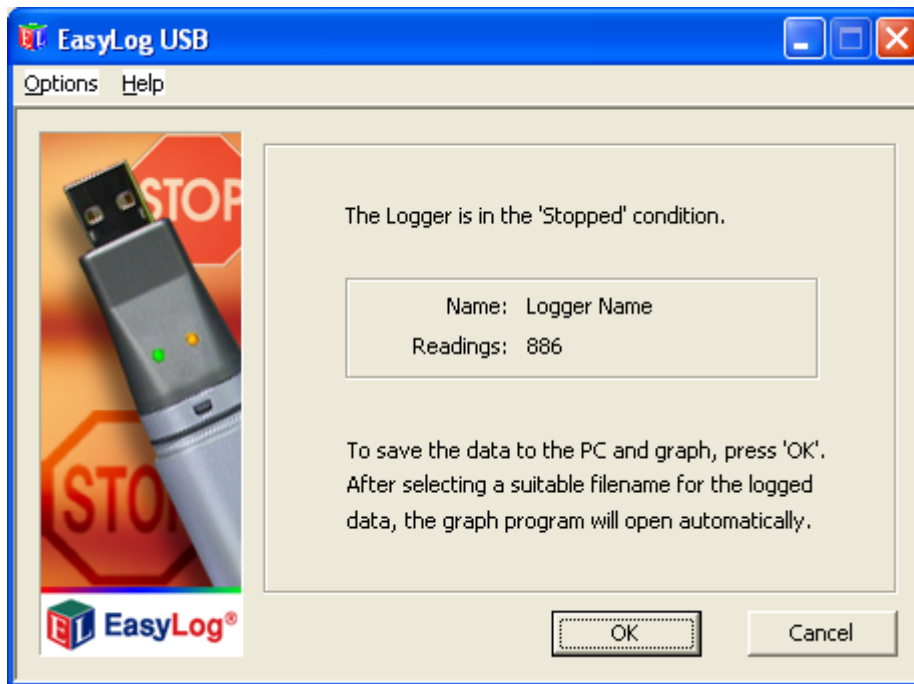 EasyLog USB
Options Help
STOP
STOP
The Logger is in the 'Stopped' condition.
Name: Logger Name
Readings: 886
To save the data to the PC and graph, press 'OK'.
After selecting a suitable filename for the logged
data, the graph program will open automatically.
EL EasyLog®
OK Cancel